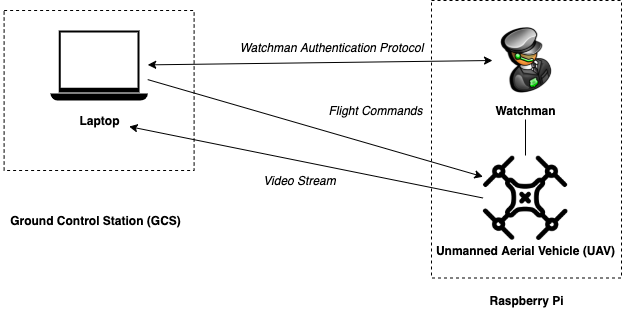 Watchman Authentication Protocol
Laptop
Flight Commands
Watchman
Video Stream
Ground Control Station (GCS)
Unmanned Aerial Vehicle (UAV)
Raspberry Pi